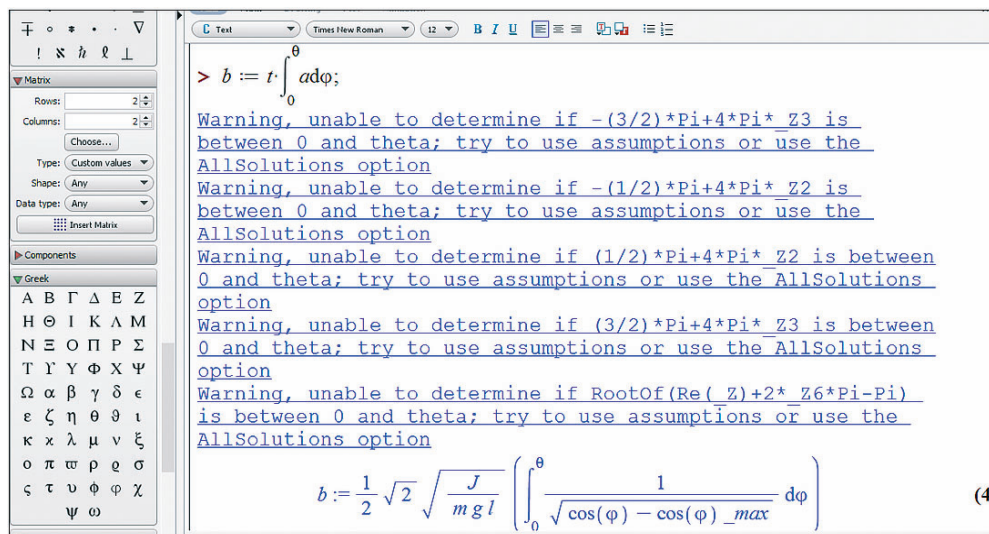 ∓ ∘ * • · ∇
! ℵ ℏ ℓ ⊥
Matrix
Rows: 2
Columns: 2
Choose...
Type: Custom values
Shape: Any
Data type: Any
Insert Matrix
Components
Greek
Α Β Γ Δ Ε Ζ
Η Θ Ι Κ Λ Μ
Ν Ξ Ο Π Ρ Σ
Τ Υ ϒ Φ Χ Ψ
Ω α β γ δ ϵ
ε ζ η θ ϑ ι
κ ϰ λ μ ν ξ
ο π ϖ ρ ϱ σ
ς τ υ ϕ φ χ
ψ ω
C Text Times New Roman 12 B I U
> b := t·∫₀^θ a dφ;
Warning, unable to determine if -(3/2)*Pi+4*Pi*_Z3 is
between 0 and theta; try to use assumptions or use the
AllSolutions option
Warning, unable to determine if -(1/2)*Pi+4*Pi*_Z2 is
between 0 and theta; try to use assumptions or use the
AllSolutions option
Warning, unable to determine if (1/2)*Pi+4*Pi*_Z2 is between
0 and theta; try to use assumptions or use the AllSolutions
option
Warning, unable to determine if (3/2)*Pi+4*Pi*_Z3 is between
0 and theta; try to use assumptions or use the AllSolutions
option
Warning, unable to determine if RootOf(Re(_Z)+2*_Z6*Pi-Pi)
is between 0 and theta; try to use assumptions or use the
AllSolutions option
b := 1/2 √2 √(J/(m g l)) (∫₀^θ 1/√(cos(φ) − cos(φ)_max) dφ) (4